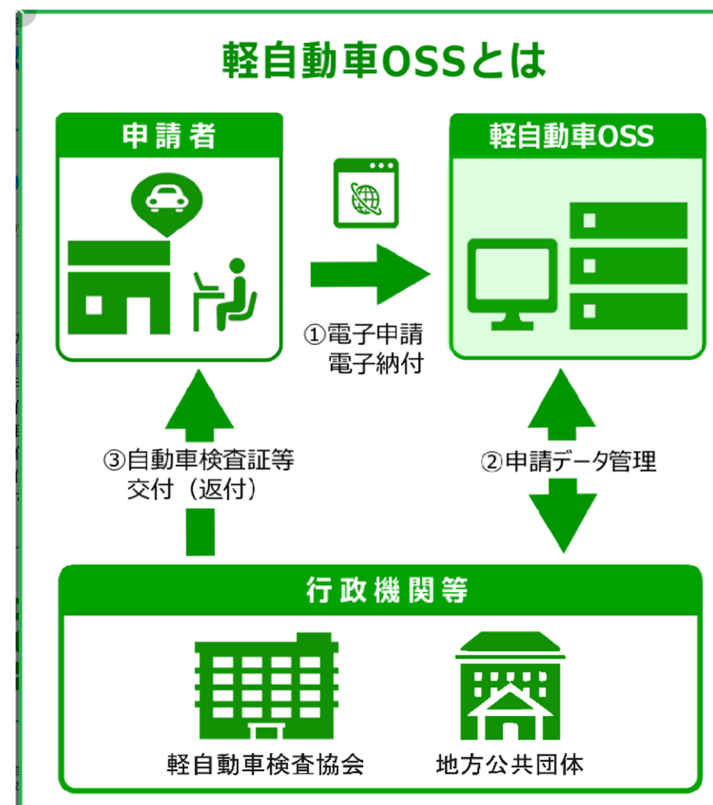 軽自動車OSSとは
申請者
軽自動車OSS
①電子申請
電子納付
③自動車検査証等
交付（返付）
②申請データ管理
行政機関等
軽自動車検査協会
地方公共団体